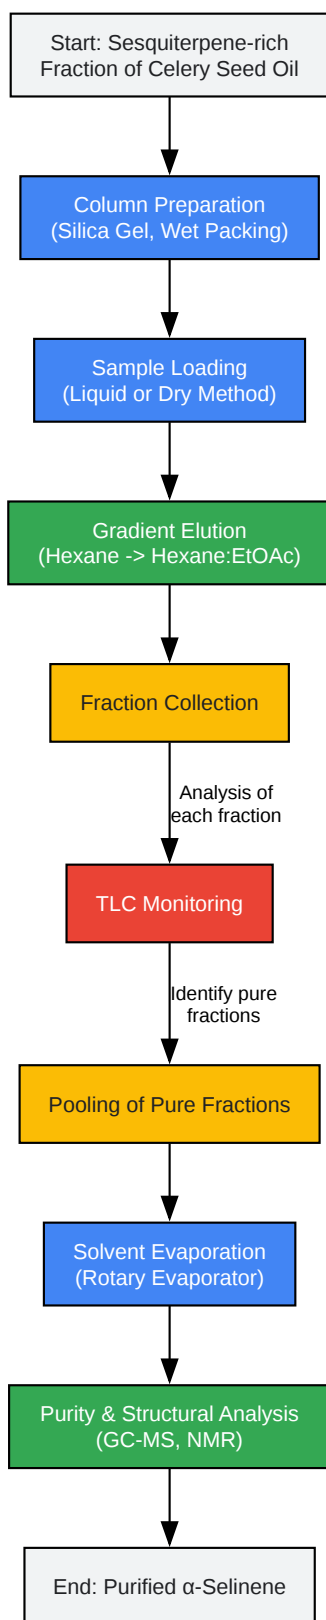 Start: Sesquiterpene-rich
Fraction of Celery Seed Oil
Column Preparation
(Silica Gel, Wet Packing)
Sample Loading
(Liquid or Dry Method)
Gradient Elution
(Hexane -> Hexane:EtOAc)
Fraction Collection
Analysis of
each fraction
TLC Monitoring
Identify pure
fractions
Pooling of Pure Fractions
Solvent Evaporation
(Rotary Evaporator)
Purity & Structural Analysis
(GC-MS, NMR)
End: Purified α-Selinene